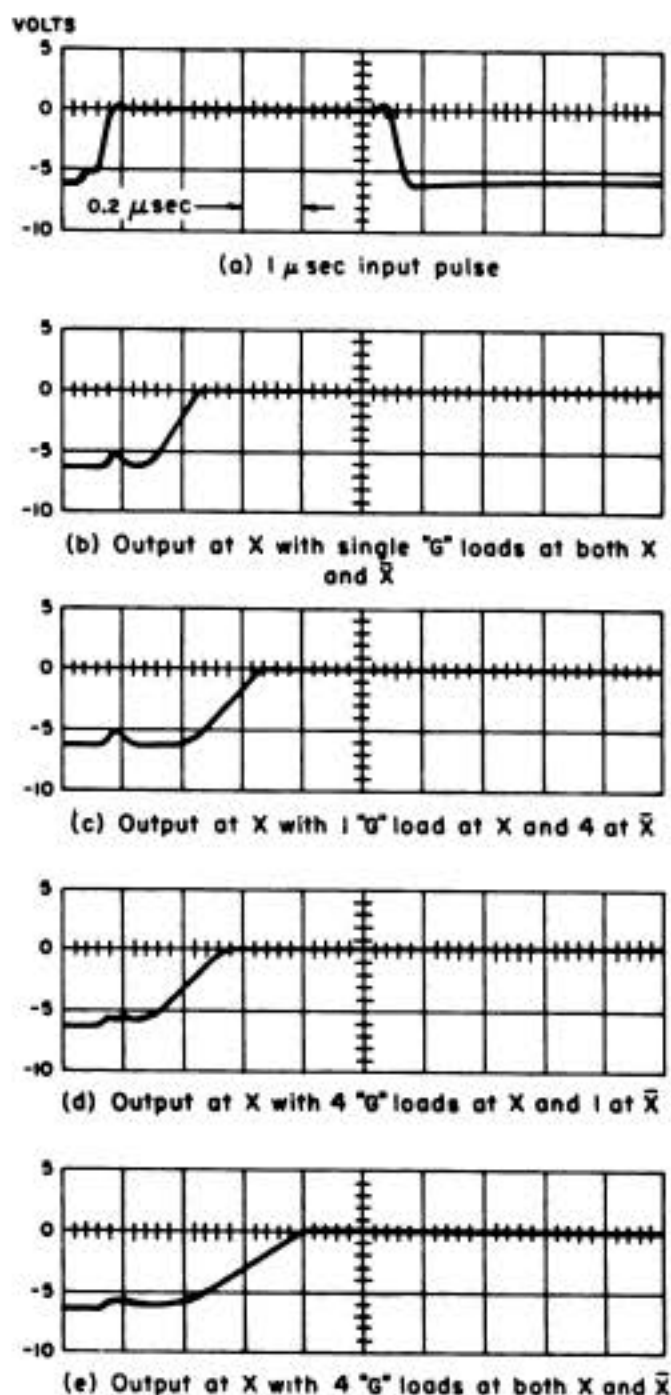 VOLTS
5
0
-5
-10
0.2 μsec
(a) 1 μ sec input pulse
5
0
-5
-10
(b) Output at X with single "G" loads at both X
and X̄
5
0
-5
-10
(c) Output at X with 1 "G" load at X and 4 at X̄
5
0
-5
-10
(d) Output at X with 4 "G" loads at X and 1 at X̄
5
0
-5
-10
(e) Output at X with 4 "G" loads at both X and X̄